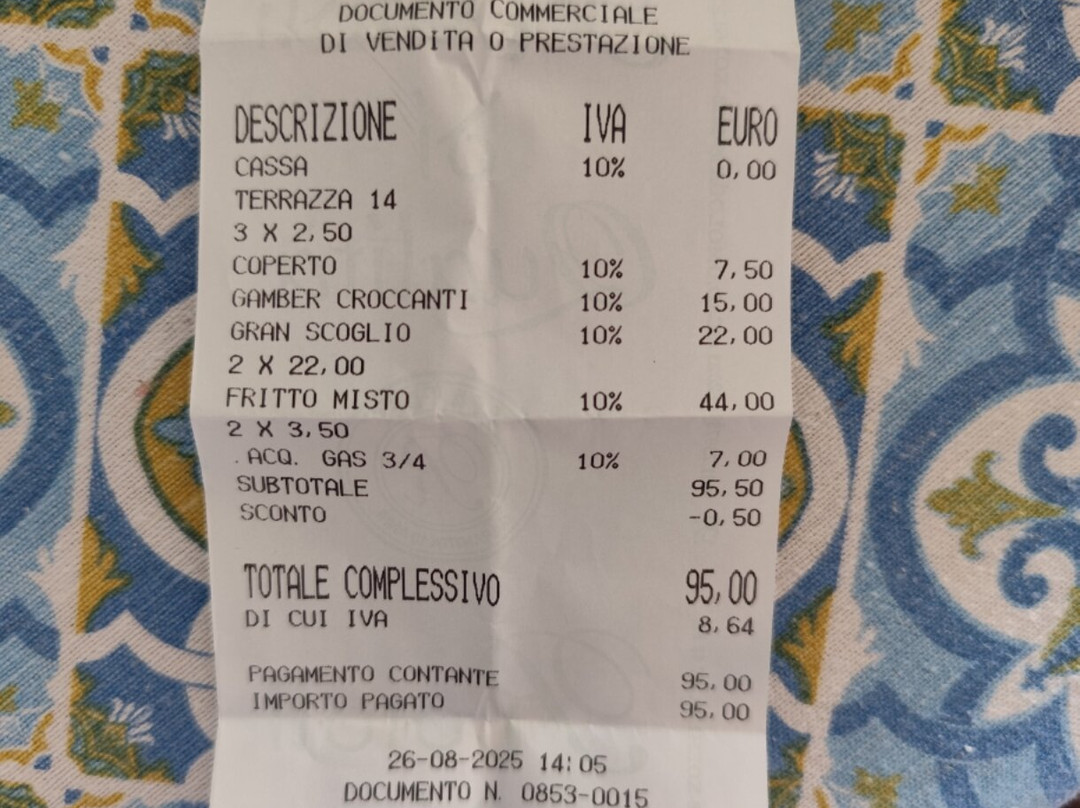 DOCUMENTO COMMERCIALE
DI VENDITA O PRESTAZIONE
DESCRIZIONE IVA EURO
CASSA 10% 0,00
TERRAZZA 14
3 X 2,50
COPERTO 10% 7,50
GAMBER CROCCANTI 10% 15,00
GRAN SCOGLIO 10% 22,00
2 X 22,00
FRITTO MISTO 10% 44,00
2 X 3,50
.ACQ. GAS 3/4 10% 7,00
SUBTOTALE 95,50
SCONTO -0,50
TOTALE COMPLESSIVO 95,00
DI CUI IVA 8,64
PAGAMENTO CONTANTE 95,00
IMPORTO PAGATO 95,00
26-08-2025 14:05
DOCUMENTO N. 0853-0015